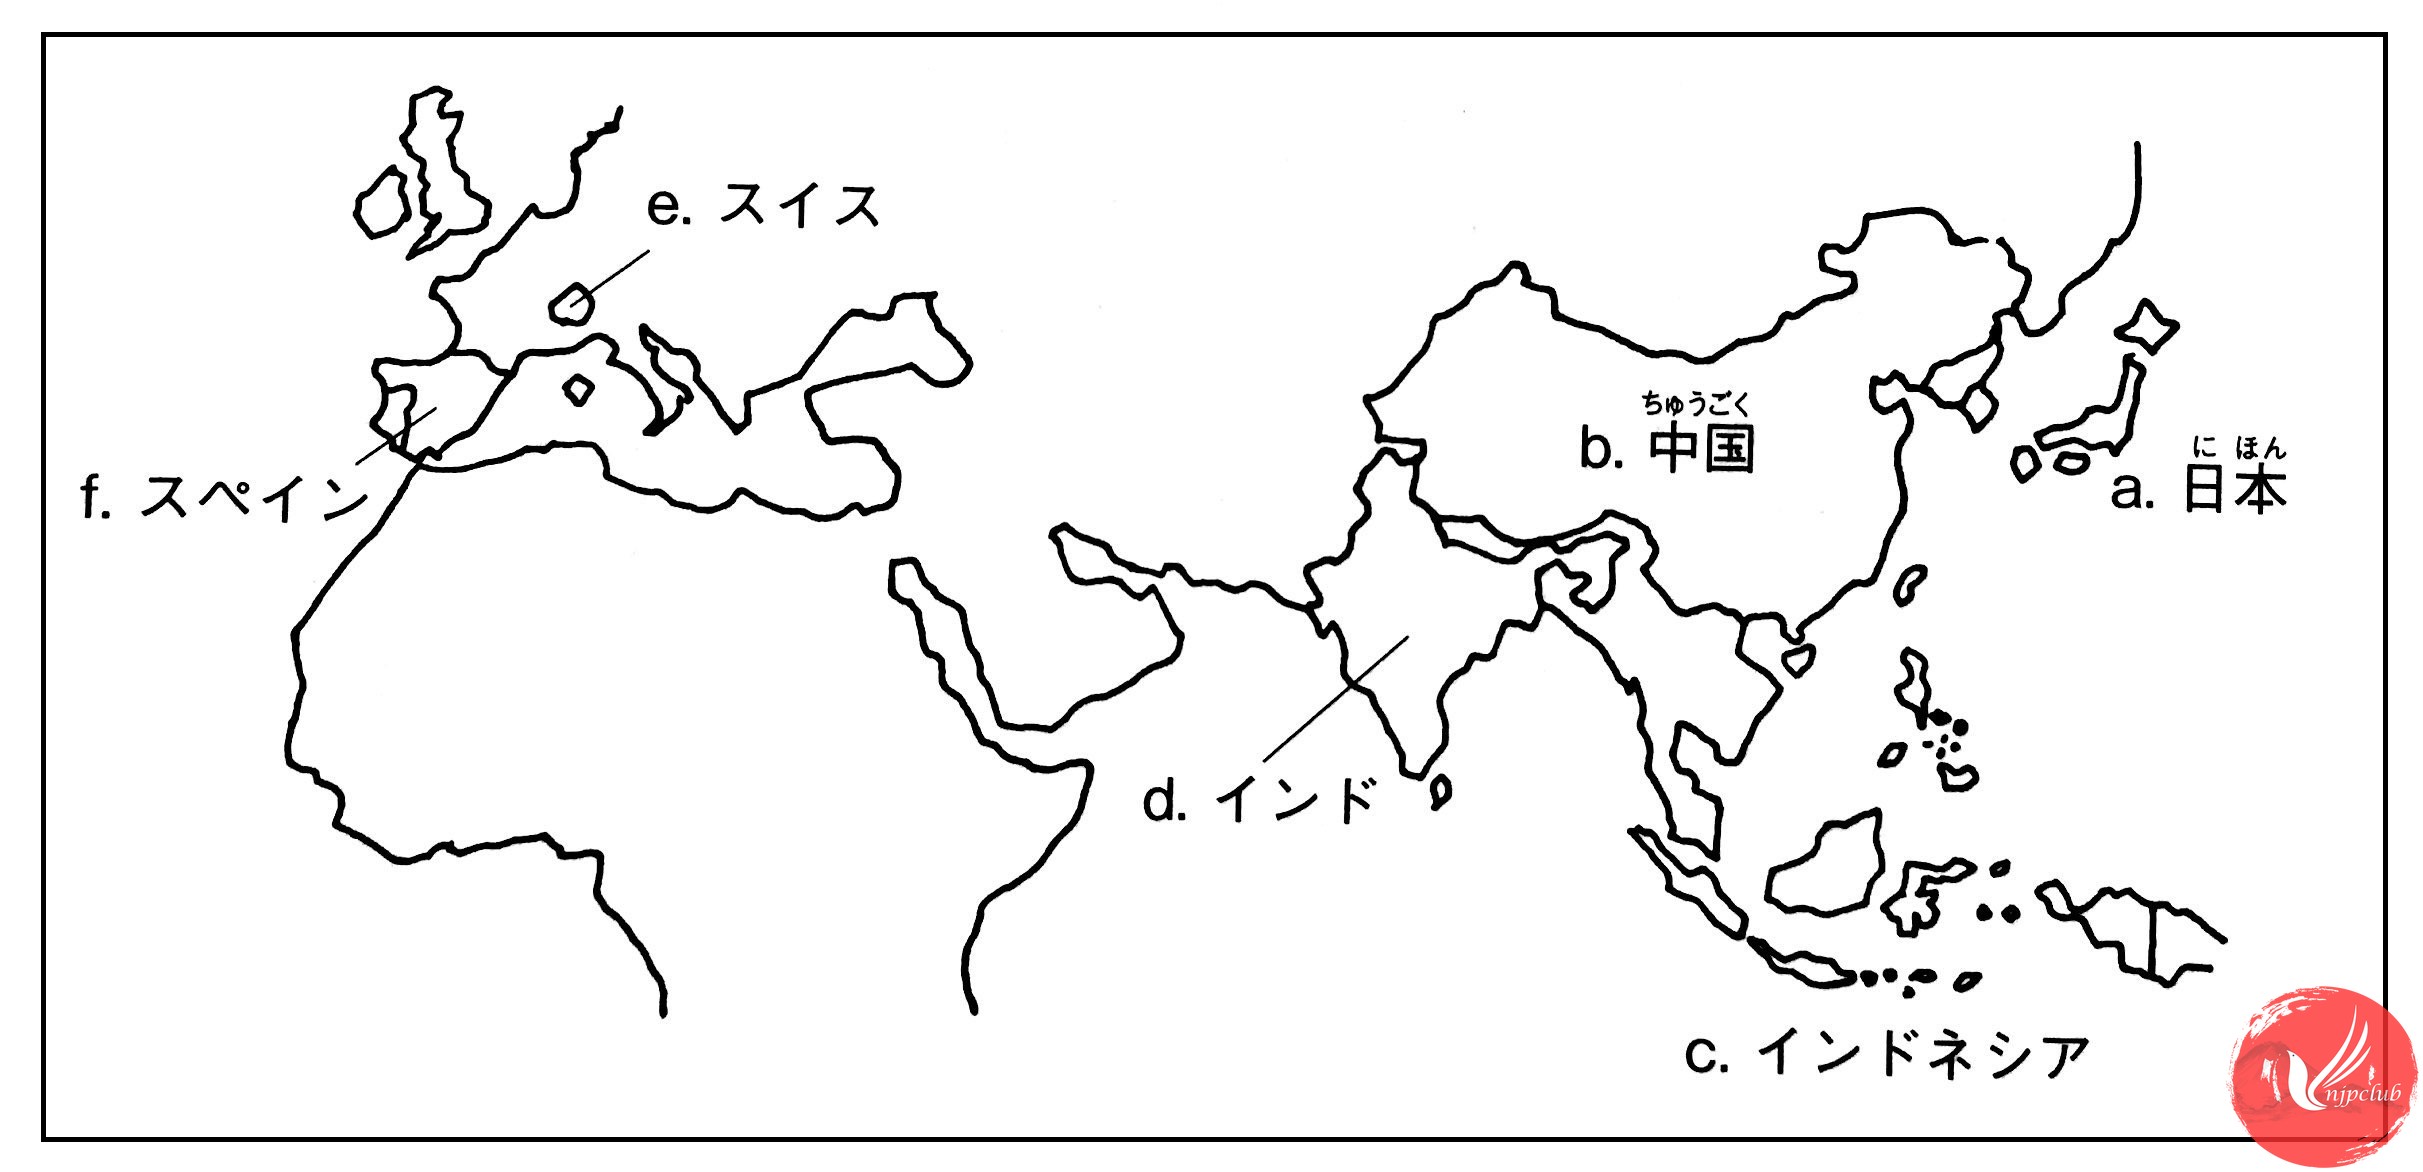 e. スイス
ちゅうごく
b. 中国
に ほん
a. 日本
f. スペイン
d. インド
c. インドネシア
njpclub